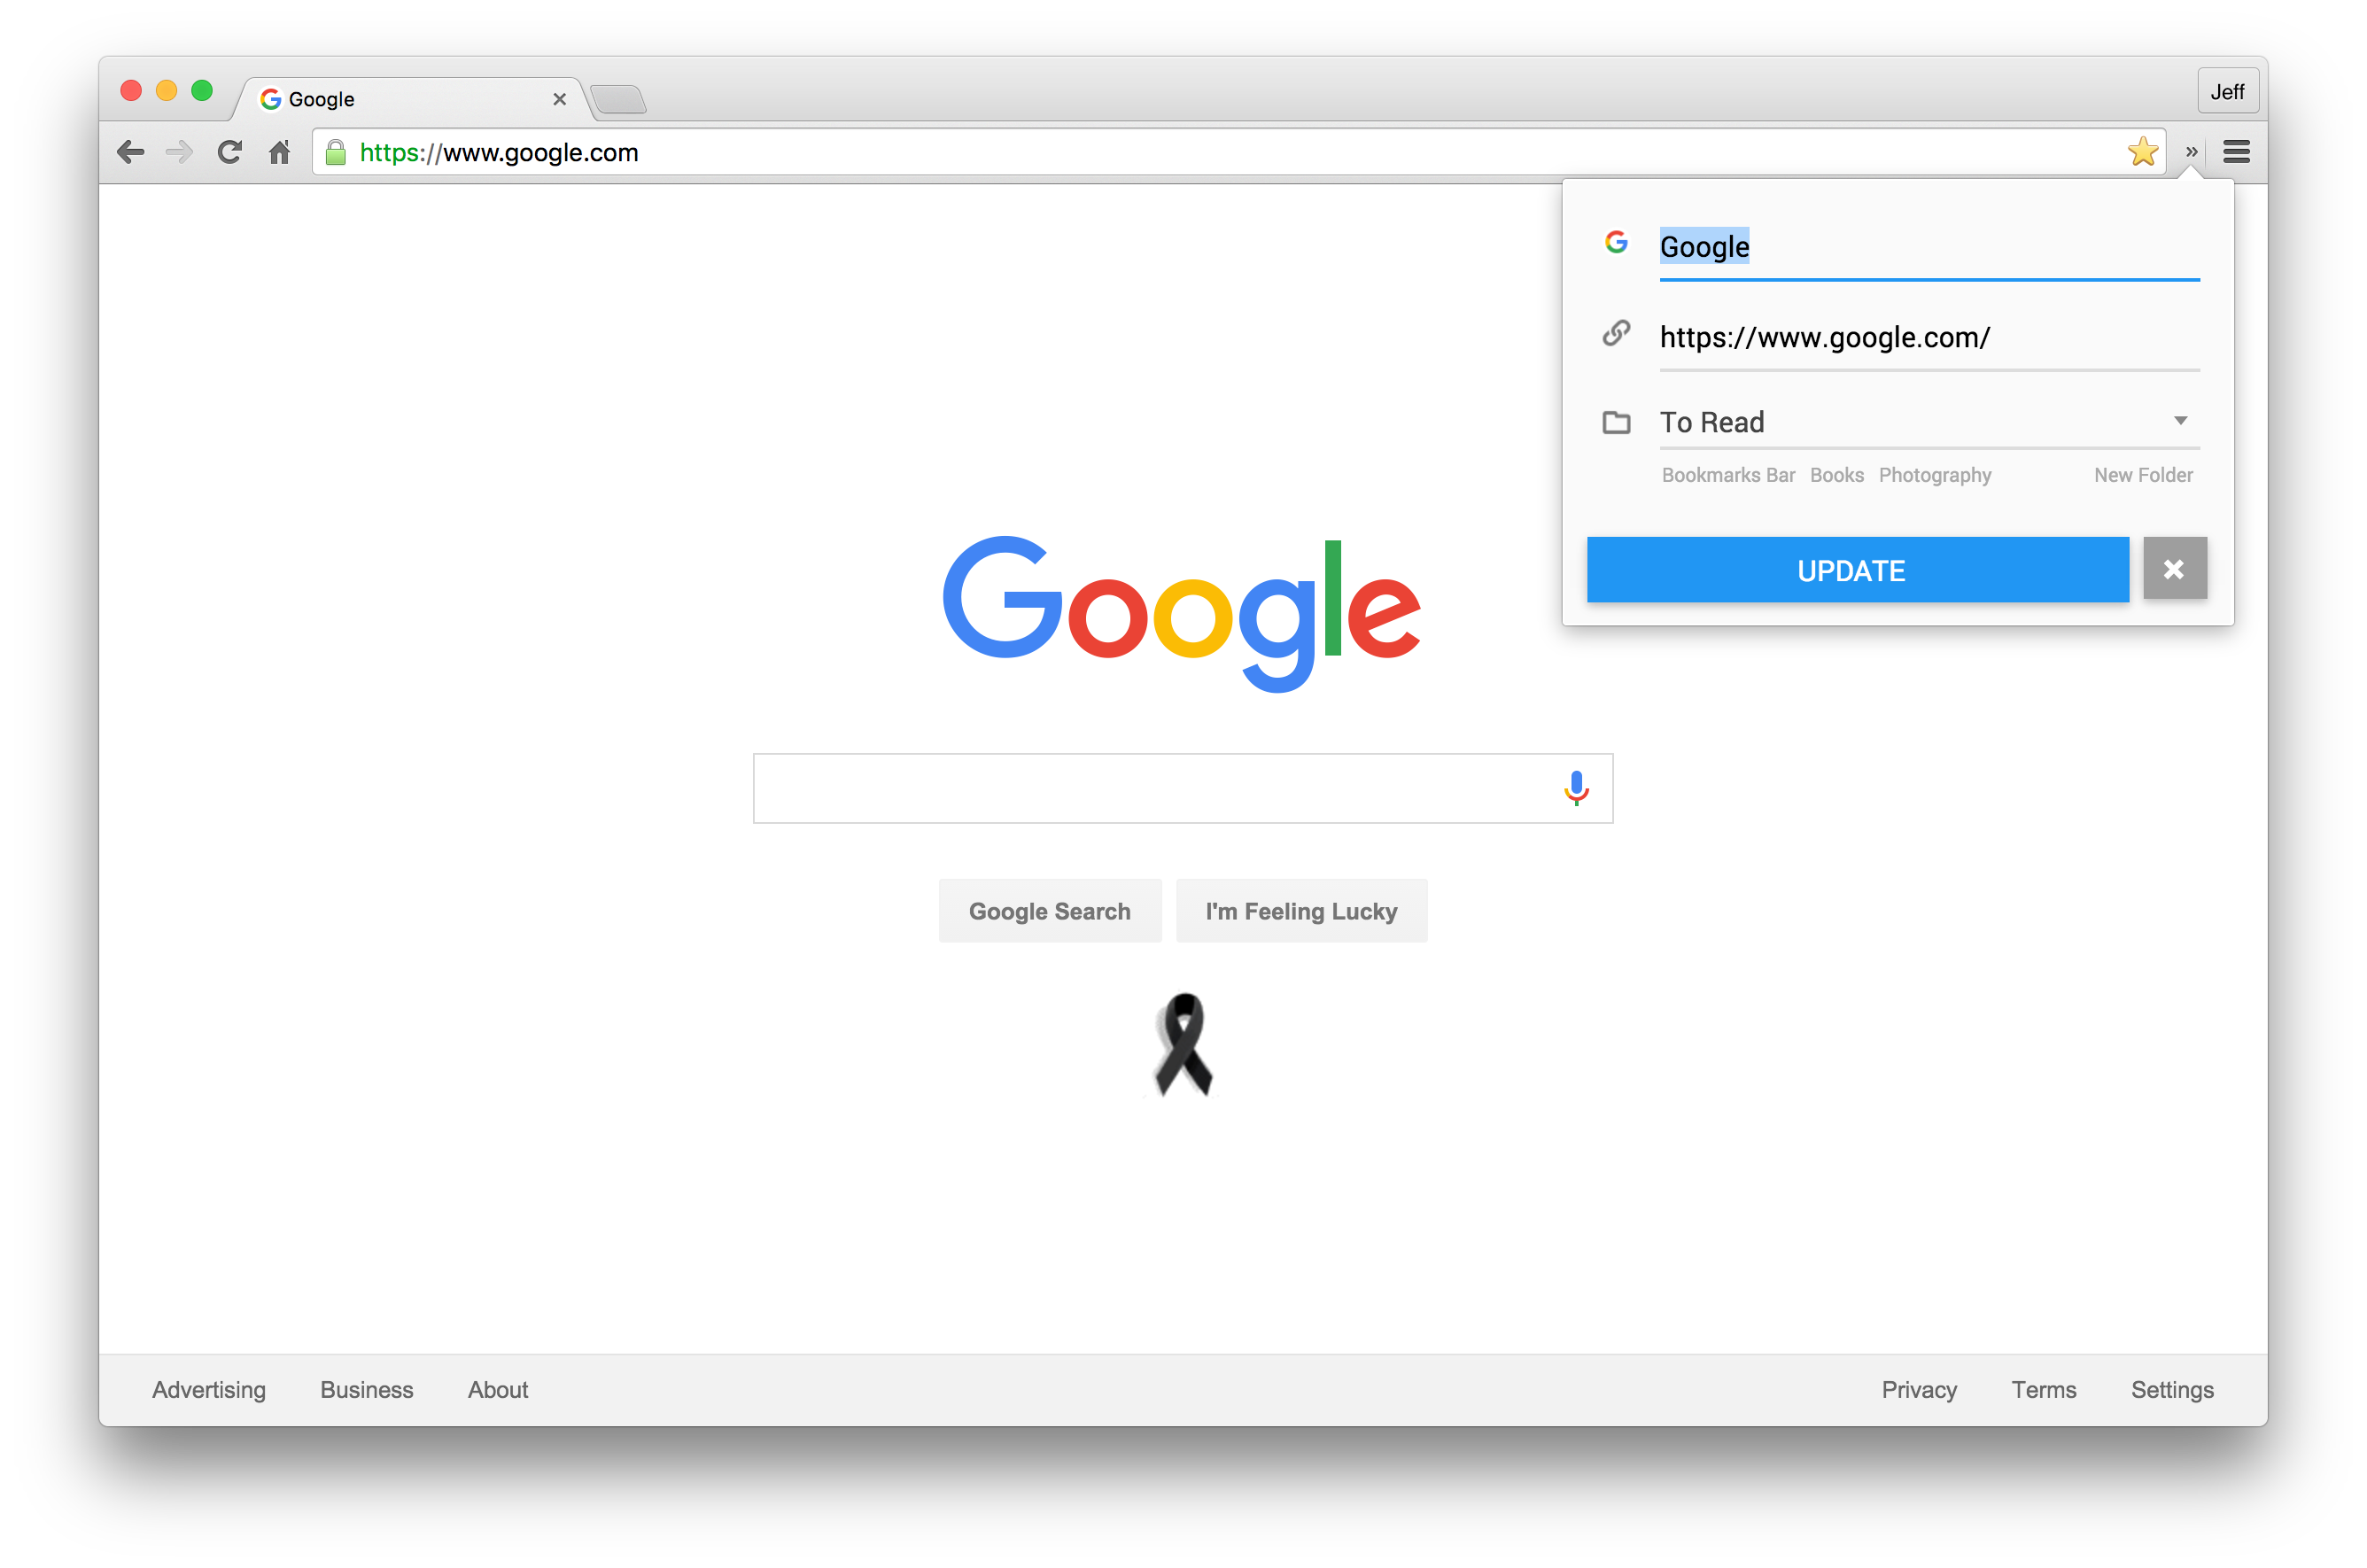 Google
Jeff
https://www.google.com
»
Google
https://www.google.com/
To Read
Bookmarks Bar Books Photography New Folder
UPDATE
Google
Google Search I'm Feeling Lucky
Advertising Business About Privacy Terms Settings